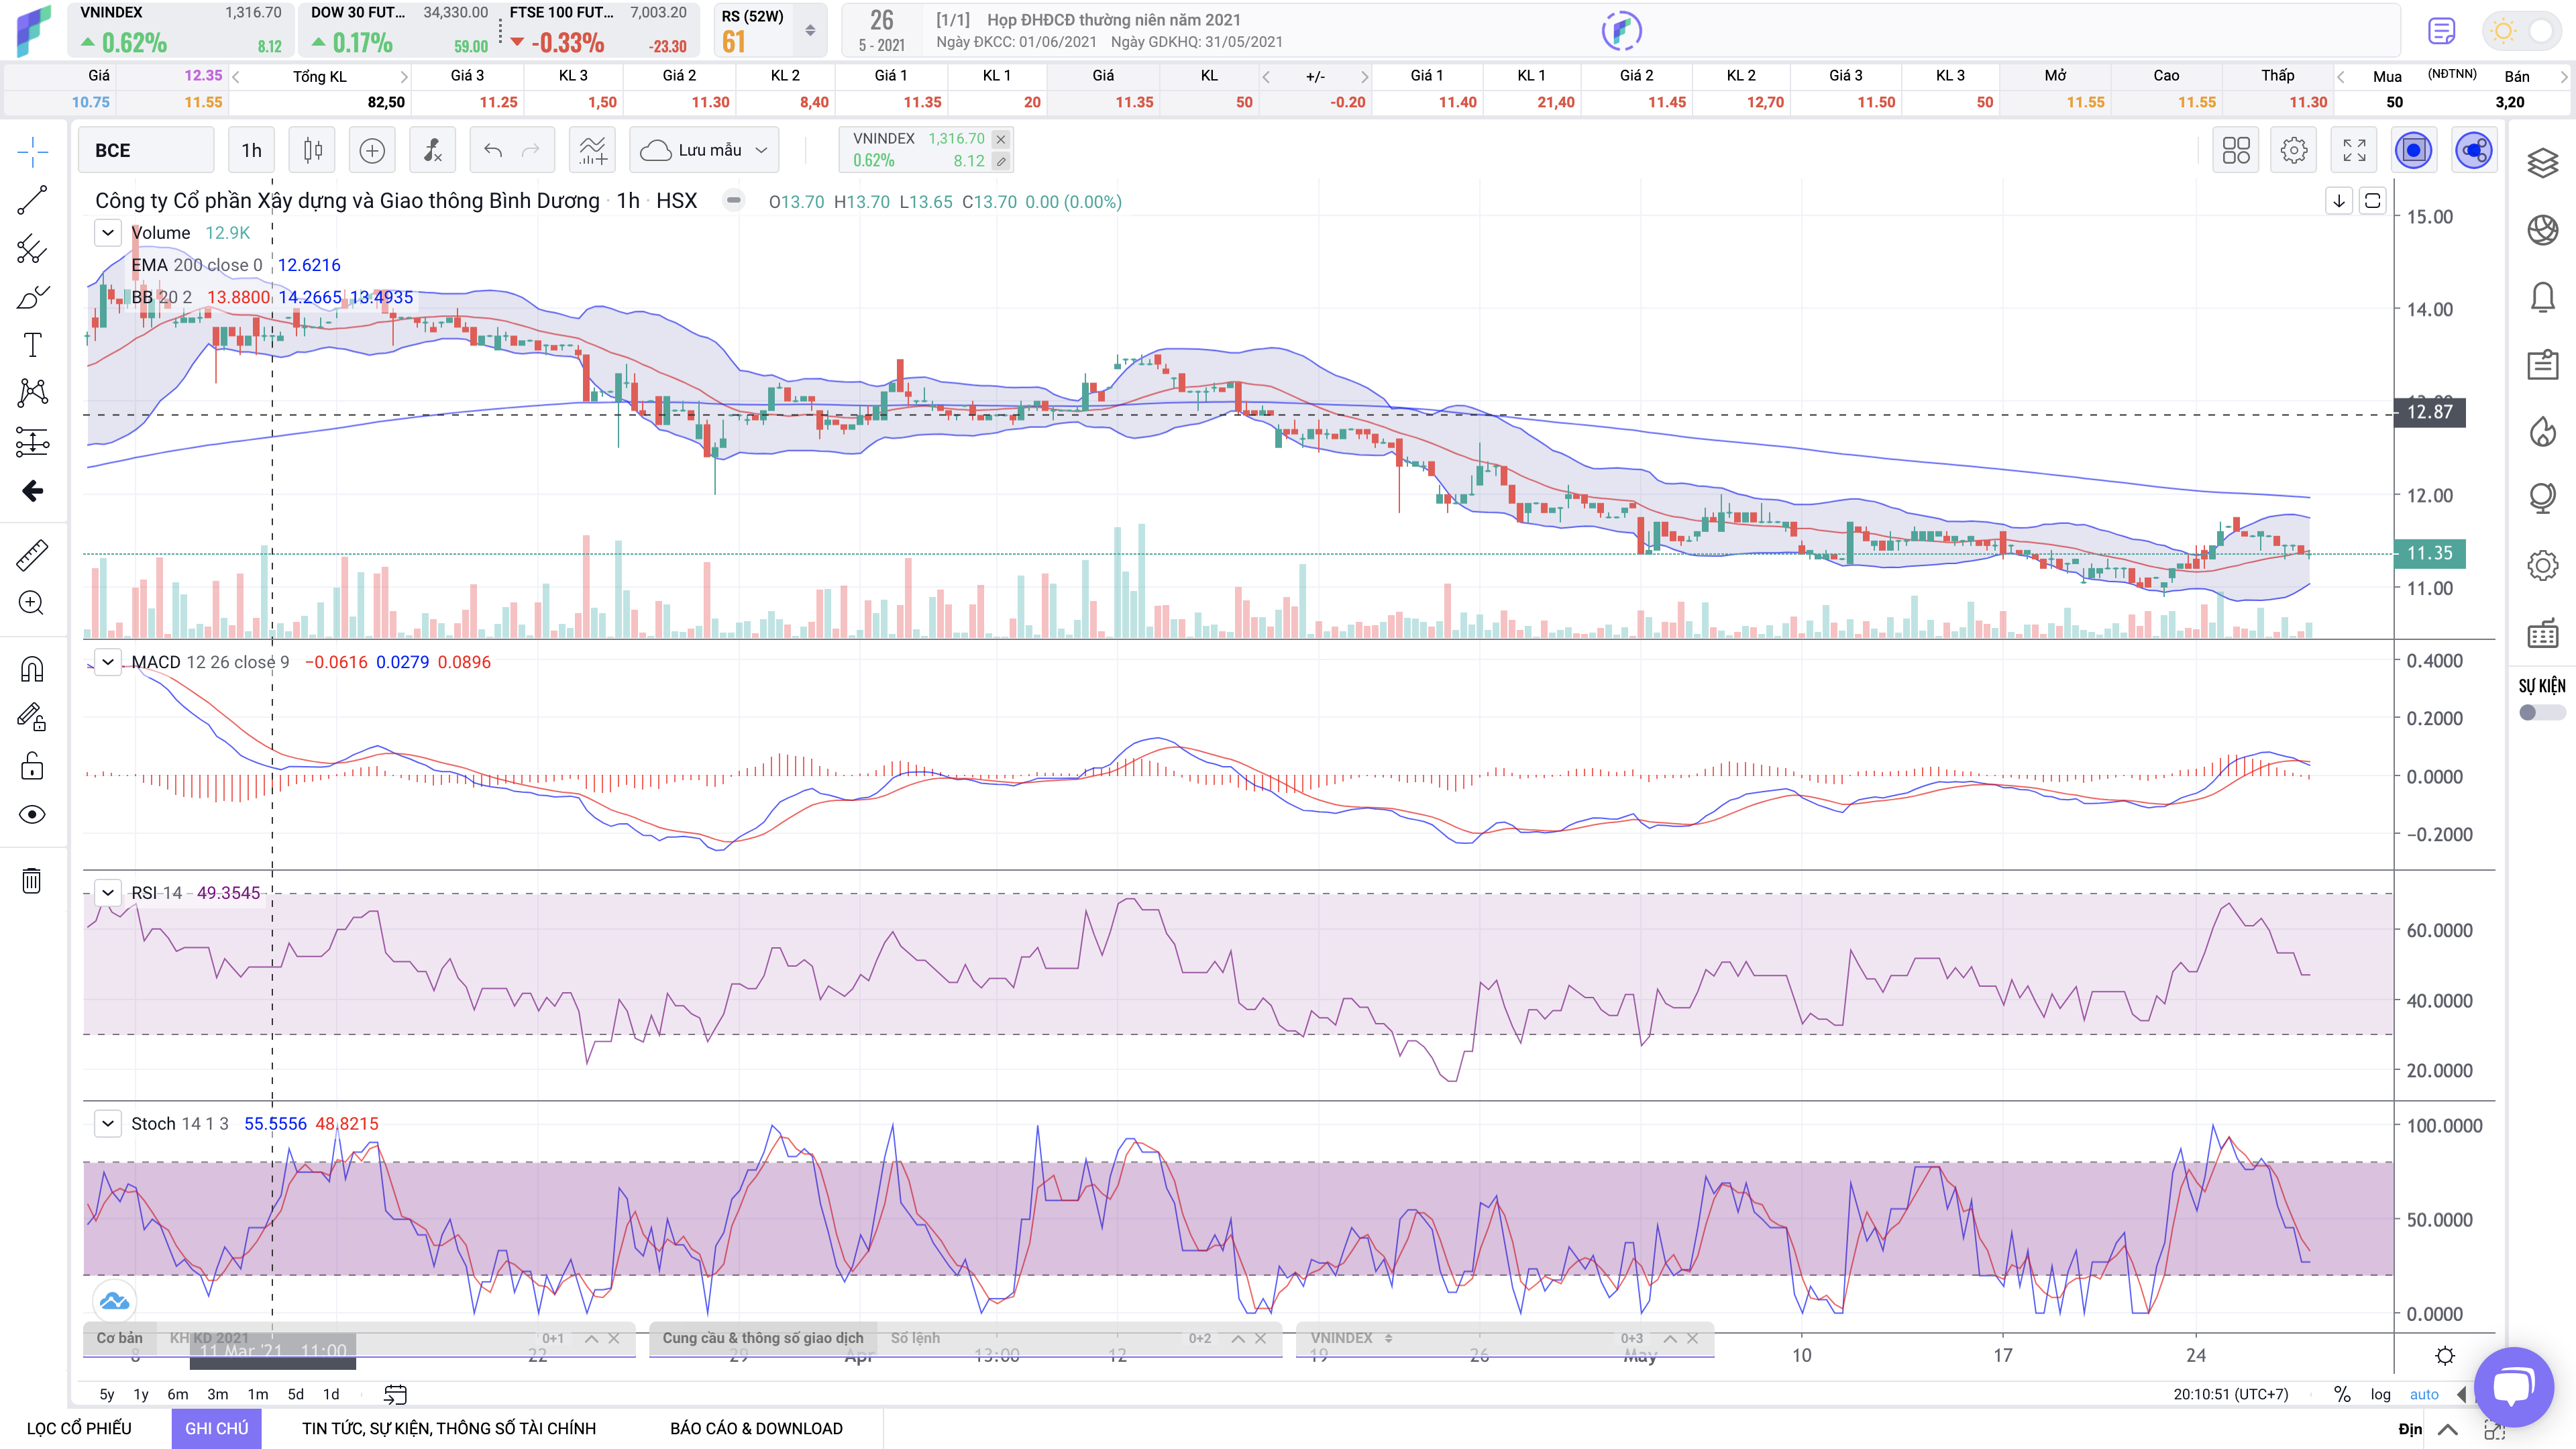 VNINDEX 1,316.70 DOW 30 FUT... 34,330.00 FTSE 100 FUT... 7,003.20 RS (52W) 26 [1/1] Họp ĐHĐCĐ thường niên năm 2021
0.62% 8.12 0.17% 59.00 -0.33% -23.30 61 5 - 2021 Ngày ĐKCC: 01/06/2021 Ngày GDKHQ: 31/05/2021
Giá 12.35 Tổng KL Giá 3 KL 3 Giá 2 KL 2 Giá 1 KL 1 Giá KL +/- Giá 1 KL 1 Giá 2 KL 2 Giá 3 KL 3 Mở Cao Thấp Mua (NĐTNN) Bán
10.75 11.55 82,50 11.25 1,50 11.30 8,40 11.35 20 11.35 50 -0.20 11.40 21,40 11.45 12,70 11.50 50 11.55 11.55 11.30 50 3,20
BCE 1h Lưu mẫu
VNINDEX 1,316.70
0.62% 8.12
Công ty Cổ phần Xây dựng và Giao thông Bình Dương · 1h · HSX O13.70 H13.70 L13.65 C13.70 0.00 (0.00%)
Volume 12.9K
EMA 200 close 0 12.6216
BB 20 2 13.8800 14.2665 13.4935
15.00
14.00
12.87
12.00
11.35
11.00
MACD 12 26 close 9 −0.0616 0.0279 0.0896
0.4000
0.2000
0.0000
−0.2000
RSI 14 49.3545
60.0000
40.0000
20.0000
Stoch 14 1 3 55.5556 48.8215
100.0000
50.0000
0.0000
SỰ KIỆN
Cơ bản KH KD 2021 0+1 Cung cầu & thông số giao dịch Sổ lệnh 0+2 VNINDEX 0+3
8 11 Mar '21 11:00 22 29 Apr 13:00 12 19 26 May 10 17 24
5y 1y 6m 3m 1m 5d 1d 20:10:51 (UTC+7) % log auto
LỌC CỔ PHIẾU GHI CHÚ TIN TỨC, SỰ KIỆN, THÔNG SỐ TÀI CHÍNH BÁO CÁO & DOWNLOAD Địn